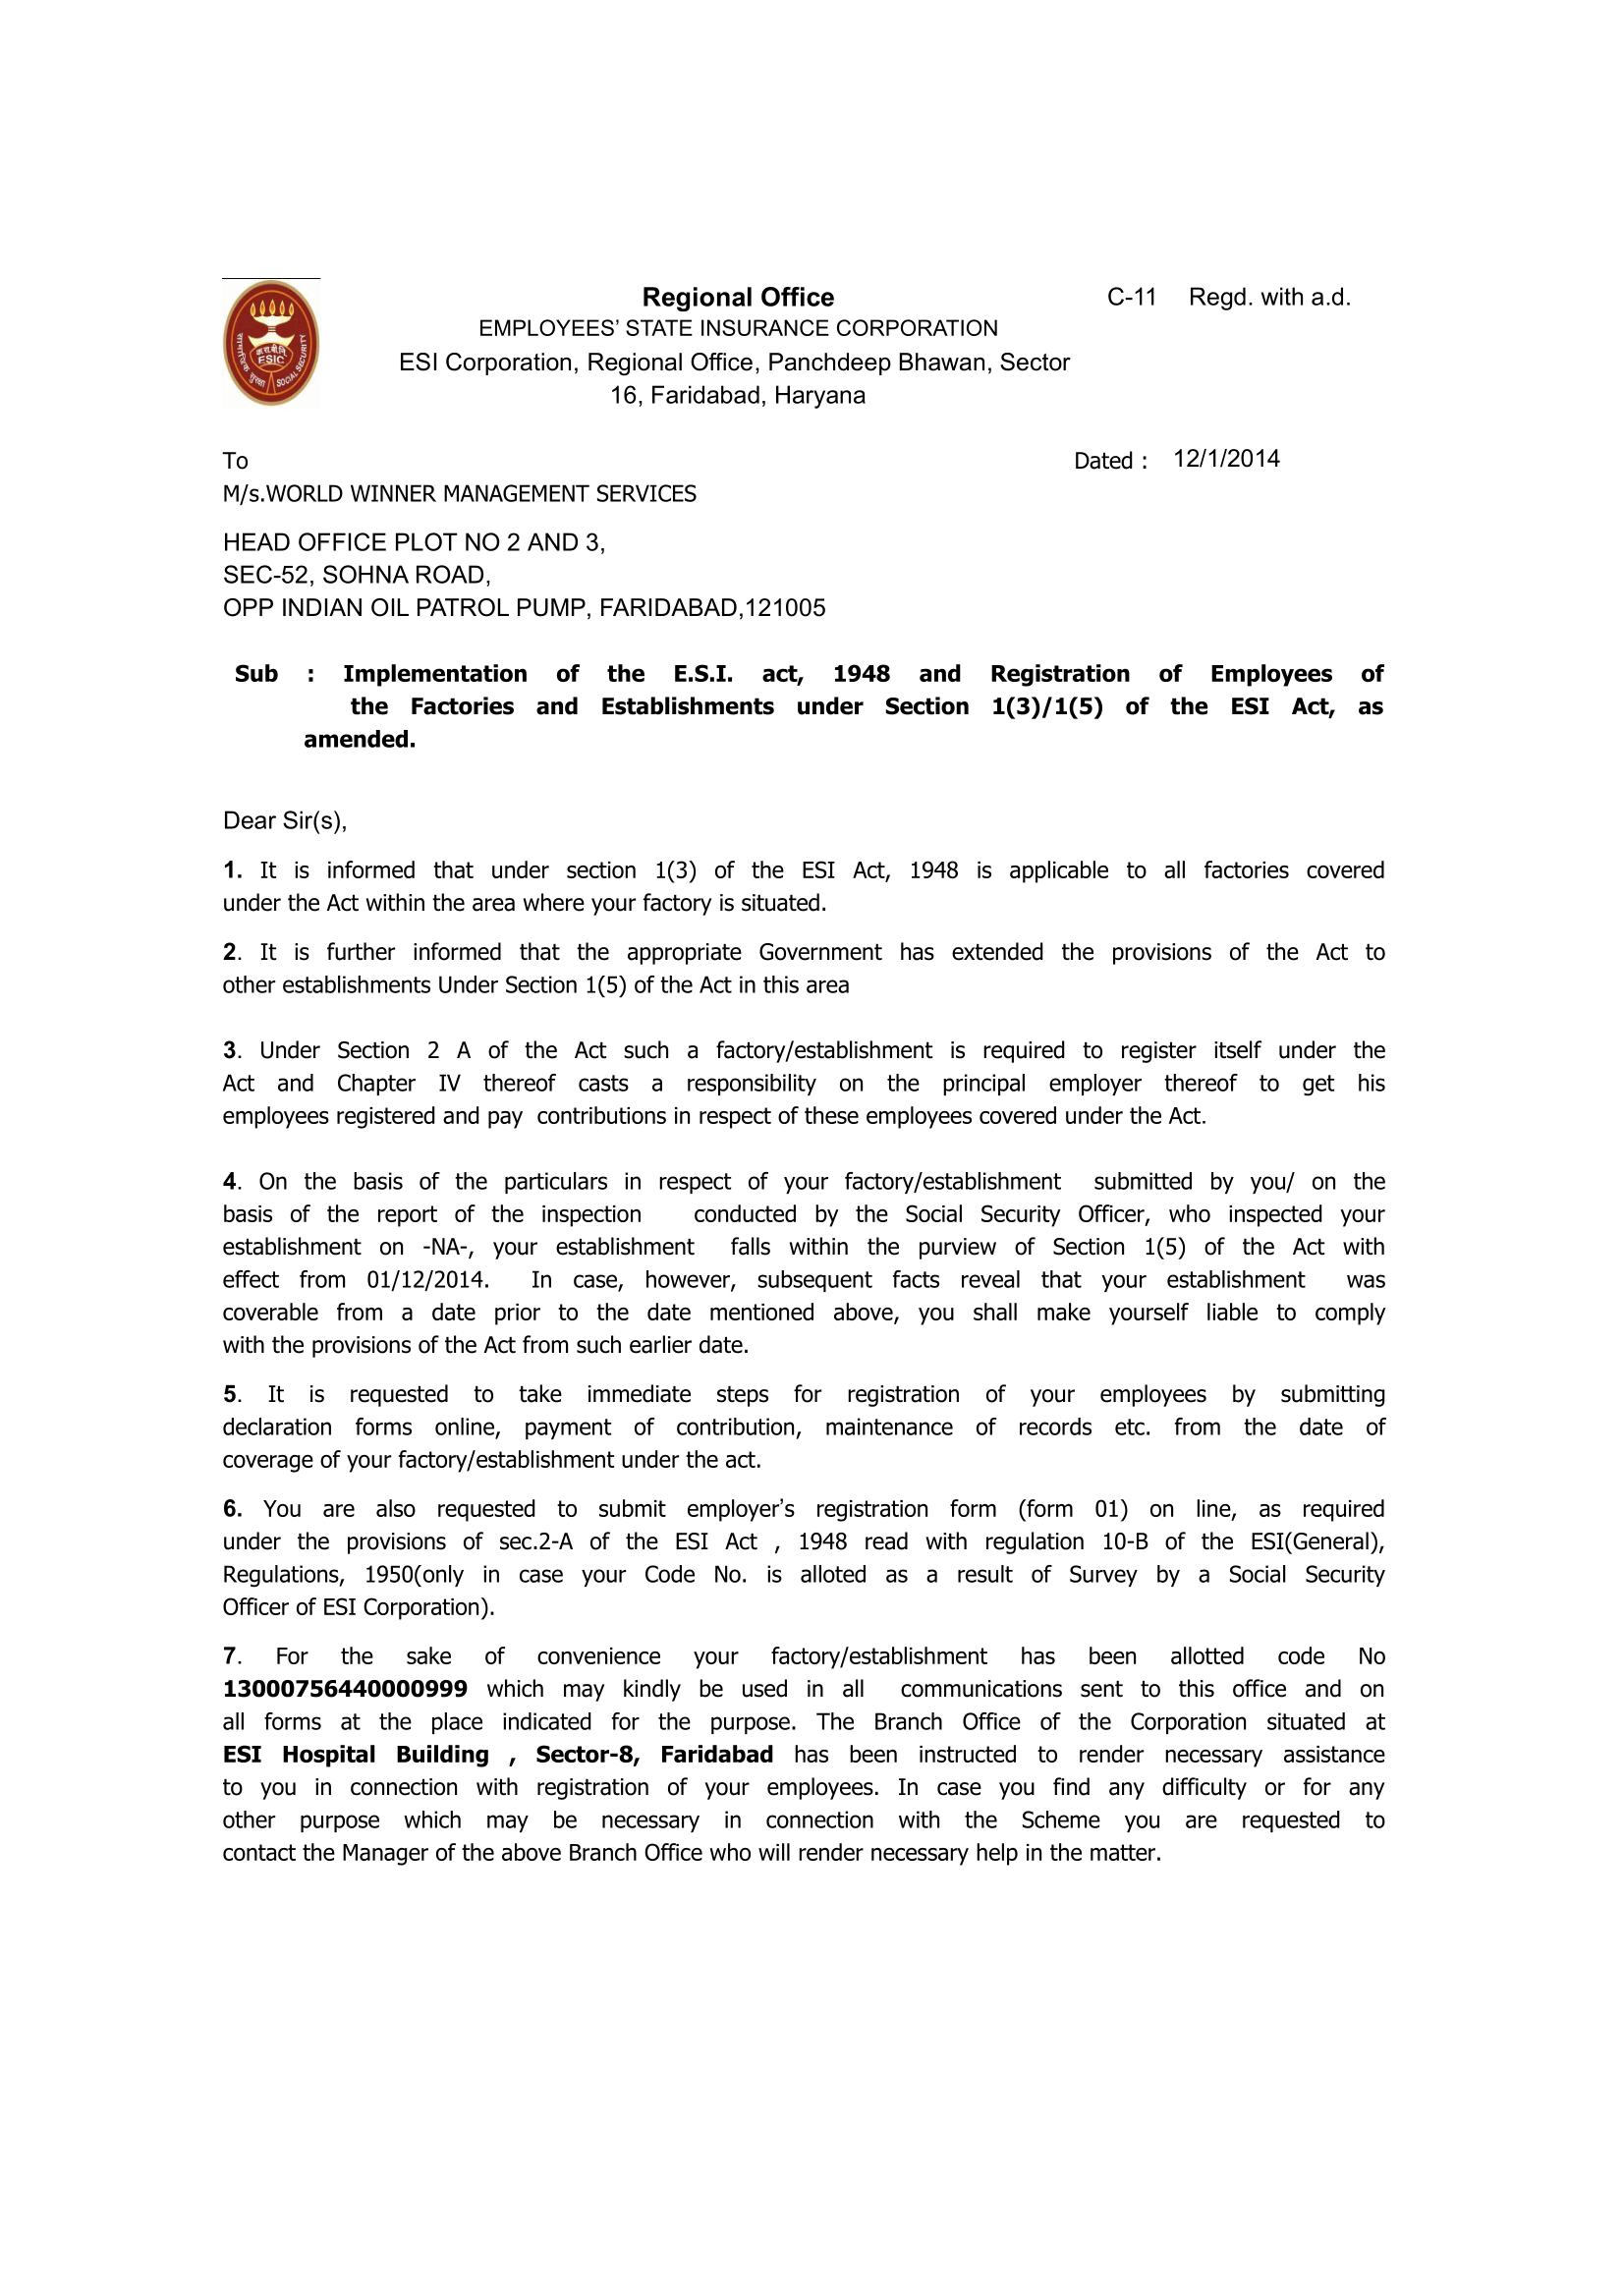 Regional Office
C-11 Regd. with a.d.
EMPLOYEES’ STATE INSURANCE CORPORATION
ESI Corporation, Regional Office, Panchdeep Bhawan, Sector
16, Faridabad, Haryana
क.रा.बी.नि.
ESIC
सामाजिक सुरक्षा
SOCIAL SECURITY
To
Dated : 12/1/2014
M/s.WORLD WINNER MANAGEMENT SERVICES
HEAD OFFICE PLOT NO 2 AND 3,
SEC-52, SOHNA ROAD,
OPP INDIAN OIL PATROL PUMP, FARIDABAD,121005
Sub : Implementation of the E.S.I. act, 1948 and Registration of Employees of
the Factories and Establishments under Section 1(3)/1(5) of the ESI Act, as
amended.
Dear Sir(s),
1. It is informed that under section 1(3) of the ESI Act, 1948 is applicable to all factories covered
under the Act within the area where your factory is situated.
2. It is further informed that the appropriate Government has extended the provisions of the Act to
other establishments Under Section 1(5) of the Act in this area
3. Under Section 2 A of the Act such a factory/establishment is required to register itself under the
Act and Chapter IV thereof casts a responsibility on the principal employer thereof to get his
employees registered and pay contributions in respect of these employees covered under the Act.
4. On the basis of the particulars in respect of your factory/establishment submitted by you/ on the
basis of the report of the inspection conducted by the Social Security Officer, who inspected your
establishment on -NA-, your establishment falls within the purview of Section 1(5) of the Act with
effect from 01/12/2014. In case, however, subsequent facts reveal that your establishment was
coverable from a date prior to the date mentioned above, you shall make yourself liable to comply
with the provisions of the Act from such earlier date.
5. It is requested to take immediate steps for registration of your employees by submitting
declaration forms online, payment of contribution, maintenance of records etc. from the date of
coverage of your factory/establishment under the act.
6. You are also requested to submit employer’s registration form (form 01) on line, as required
under the provisions of sec.2-A of the ESI Act , 1948 read with regulation 10-B of the ESI(General),
Regulations, 1950(only in case your Code No. is alloted as a result of Survey by a Social Security
Officer of ESI Corporation).
7. For the sake of convenience your factory/establishment has been allotted code No
13000756440000999 which may kindly be used in all communications sent to this office and on
all forms at the place indicated for the purpose. The Branch Office of the Corporation situated at
ESI Hospital Building , Sector-8, Faridabad has been instructed to render necessary assistance
to you in connection with registration of your employees. In case you find any difficulty or for any
other purpose which may be necessary in connection with the Scheme you are requested to
contact the Manager of the above Branch Office who will render necessary help in the matter.